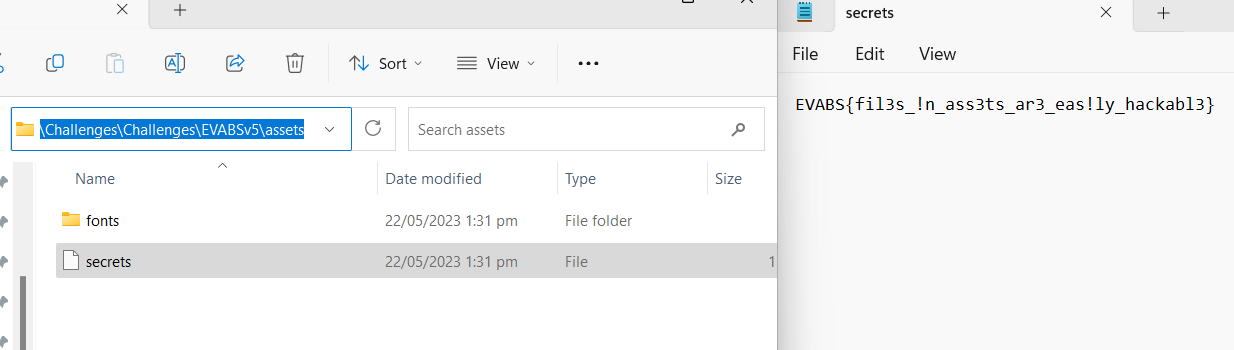 secrets
File Edit View
Sort View
EVABS{fil3s_!n_ass3ts_ar3_eas!ly_hackabl3}
\Challenges\Challenges\EVABSv5\assets Search assets
Name Date modified Type Size
fonts 22/05/2023 1:31 pm File folder
secrets 22/05/2023 1:31 pm File 1